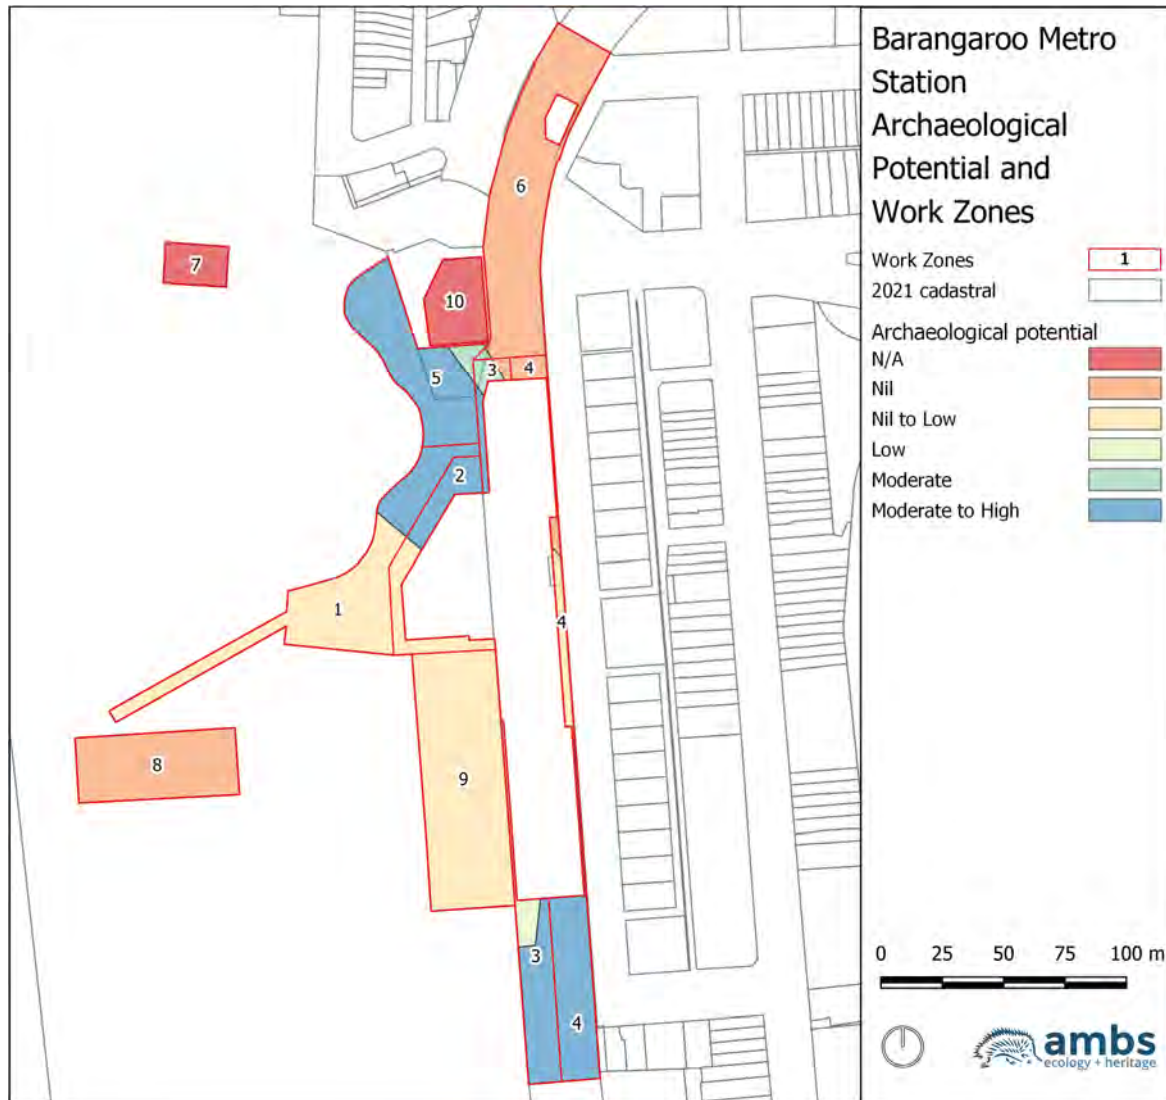 Barangaroo Metro
Station
Archaeological
Potential and
Work Zones
Work Zones 1
2021 cadastral
Archaeological potential
N/A
Nil
Nil to Low
Low
Moderate
Moderate to High
6
7
10
3 4
5
2
1
4
9
8
3
4
0 25 50 75 100 m
ambs
ecology + heritage